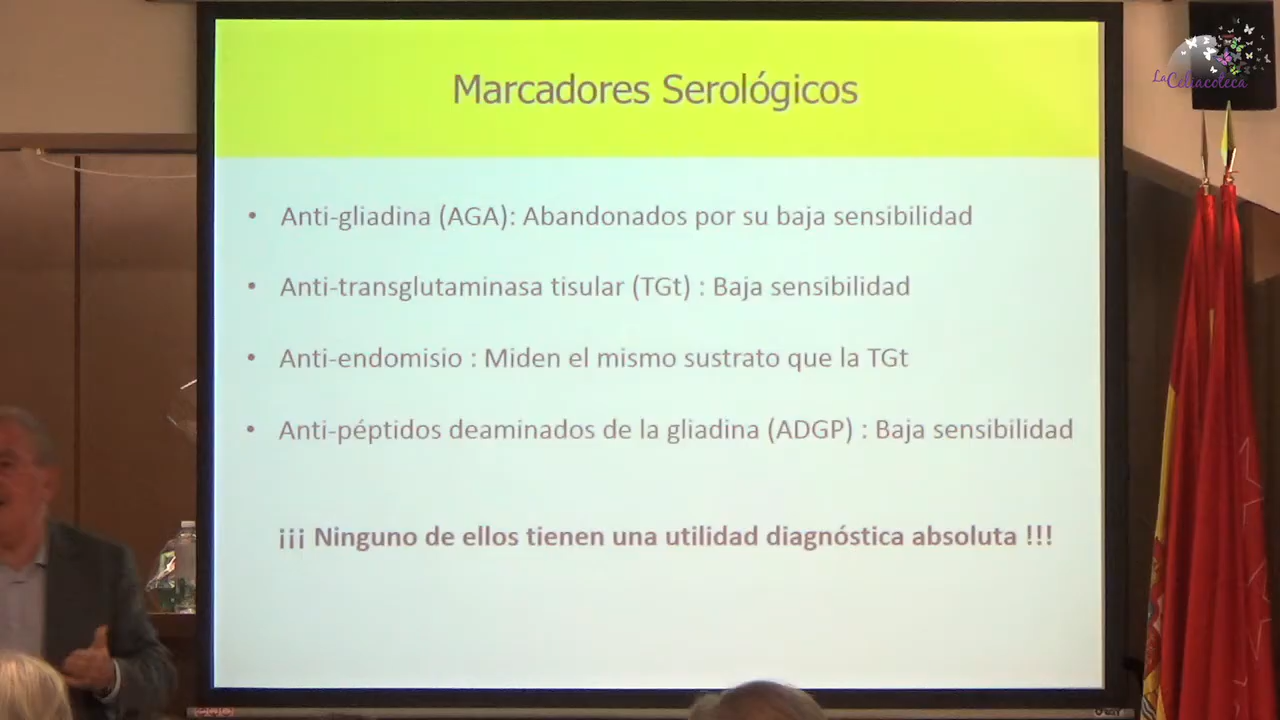 Marcadores Serológicos
La Celiacoteca
• Anti-gliadina (AGA): Abandonados por su baja sensibilidad
• Anti-transglutaminasa tisular (TGt) : Baja sensibilidad
• Anti-endomisio : Miden el mismo sustrato que la TGt
• Anti-péptidos deaminados de la gliadina (ADGP) : Baja sensibilidad
¡¡¡ Ninguno de ellos tienen una utilidad diagnóstica absoluta !!!